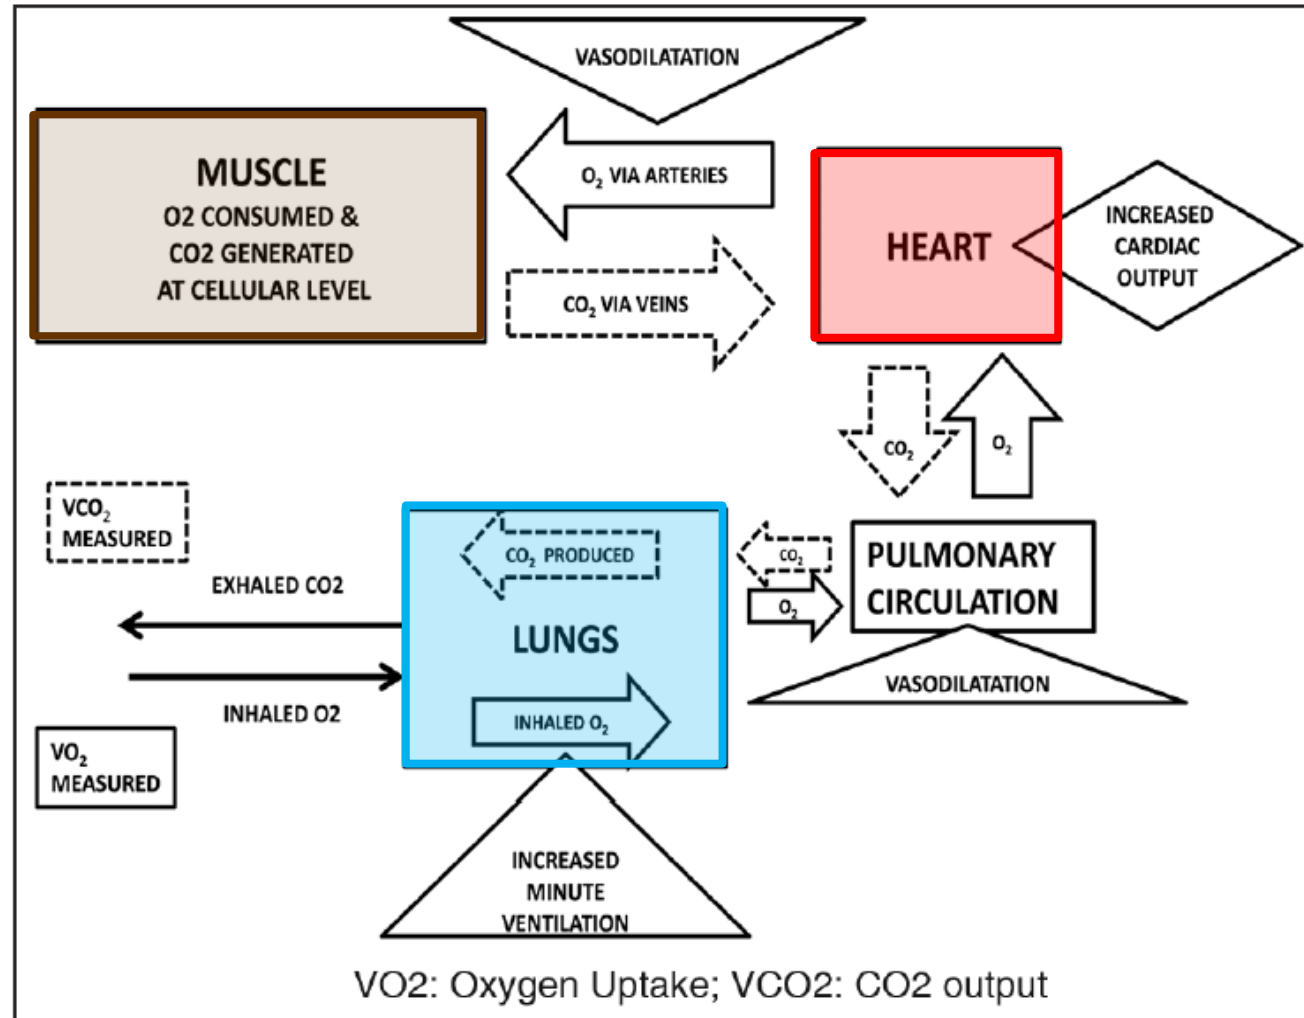 VASODILATATION
MUSCLE
O2 CONSUMED &
CO2 GENERATED
AT CELLULAR LEVEL
O₂ VIA ARTERIES
CO₂ VIA VEINS
HEART
INCREASED
CARDIAC
OUTPUT
CO₂
O₂
VCO₂
MEASURED
EXHALED CO2
INHALED O2
VO₂
MEASURED
CO₂ PRODUCED
LUNGS
INHALED O₂
CO₂
O₂
PULMONARY
CIRCULATION
VASODILATATION
INCREASED
MINUTE
VENTILATION
VO2: Oxygen Uptake; VCO2: CO2 output